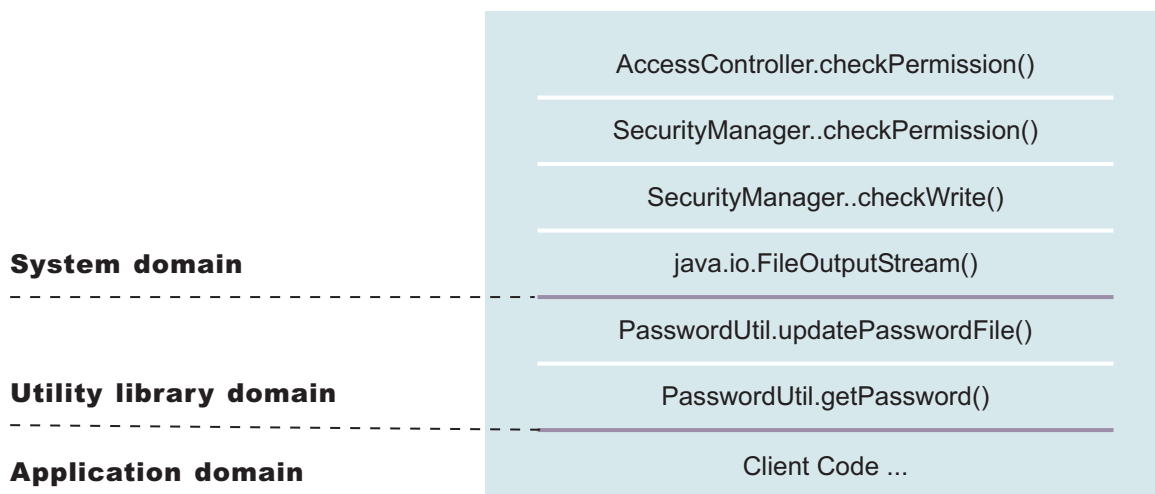 AccessController.checkPermission()
SecurityManager..checkPermission()
SecurityManager..checkWrite()
System domain
java.io.FileOutputStream()
PasswordUtil.updatePasswordFile()
Utility library domain
PasswordUtil.getPassword()
Application domain
Client Code ...